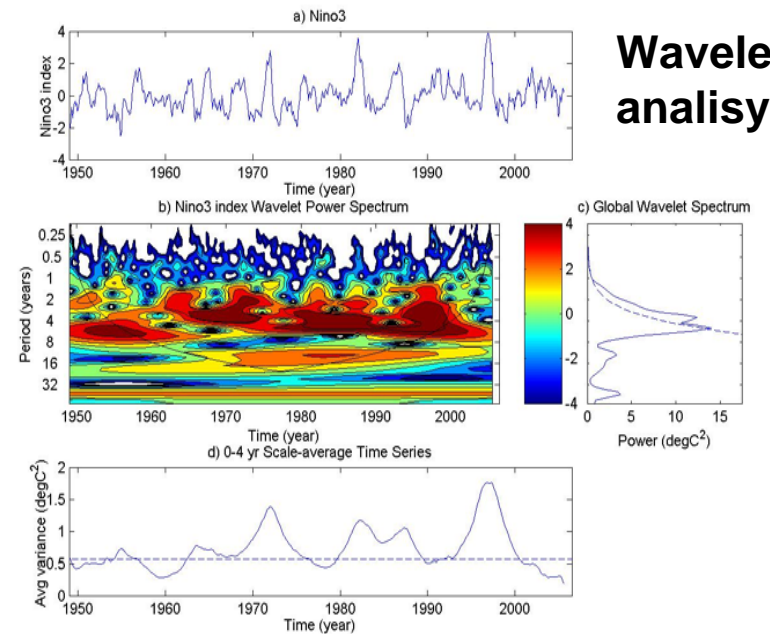 a) Nino3
Wavele
analisy
Nino3 index
4
2
0
-2
-4
1950 1960 1970 1980 1990 2000
Time (year)
b) Nino3 index Wavelet Power Spectrum
c) Global Wavelet Spectrum
Period (years)
0.25
0.5
1
2
4
8
16
32
1950 1960 1970 1980 1990 2000
Time (year)
4
2
0
-2
-4
0 5 10 15
Power (degC2)
d) 0-4 yr Scale-average Time Series
Avg variance (degC2)
2
1.5
1
0.5
0
1950 1960 1970 1980 1990 2000
Time (year)